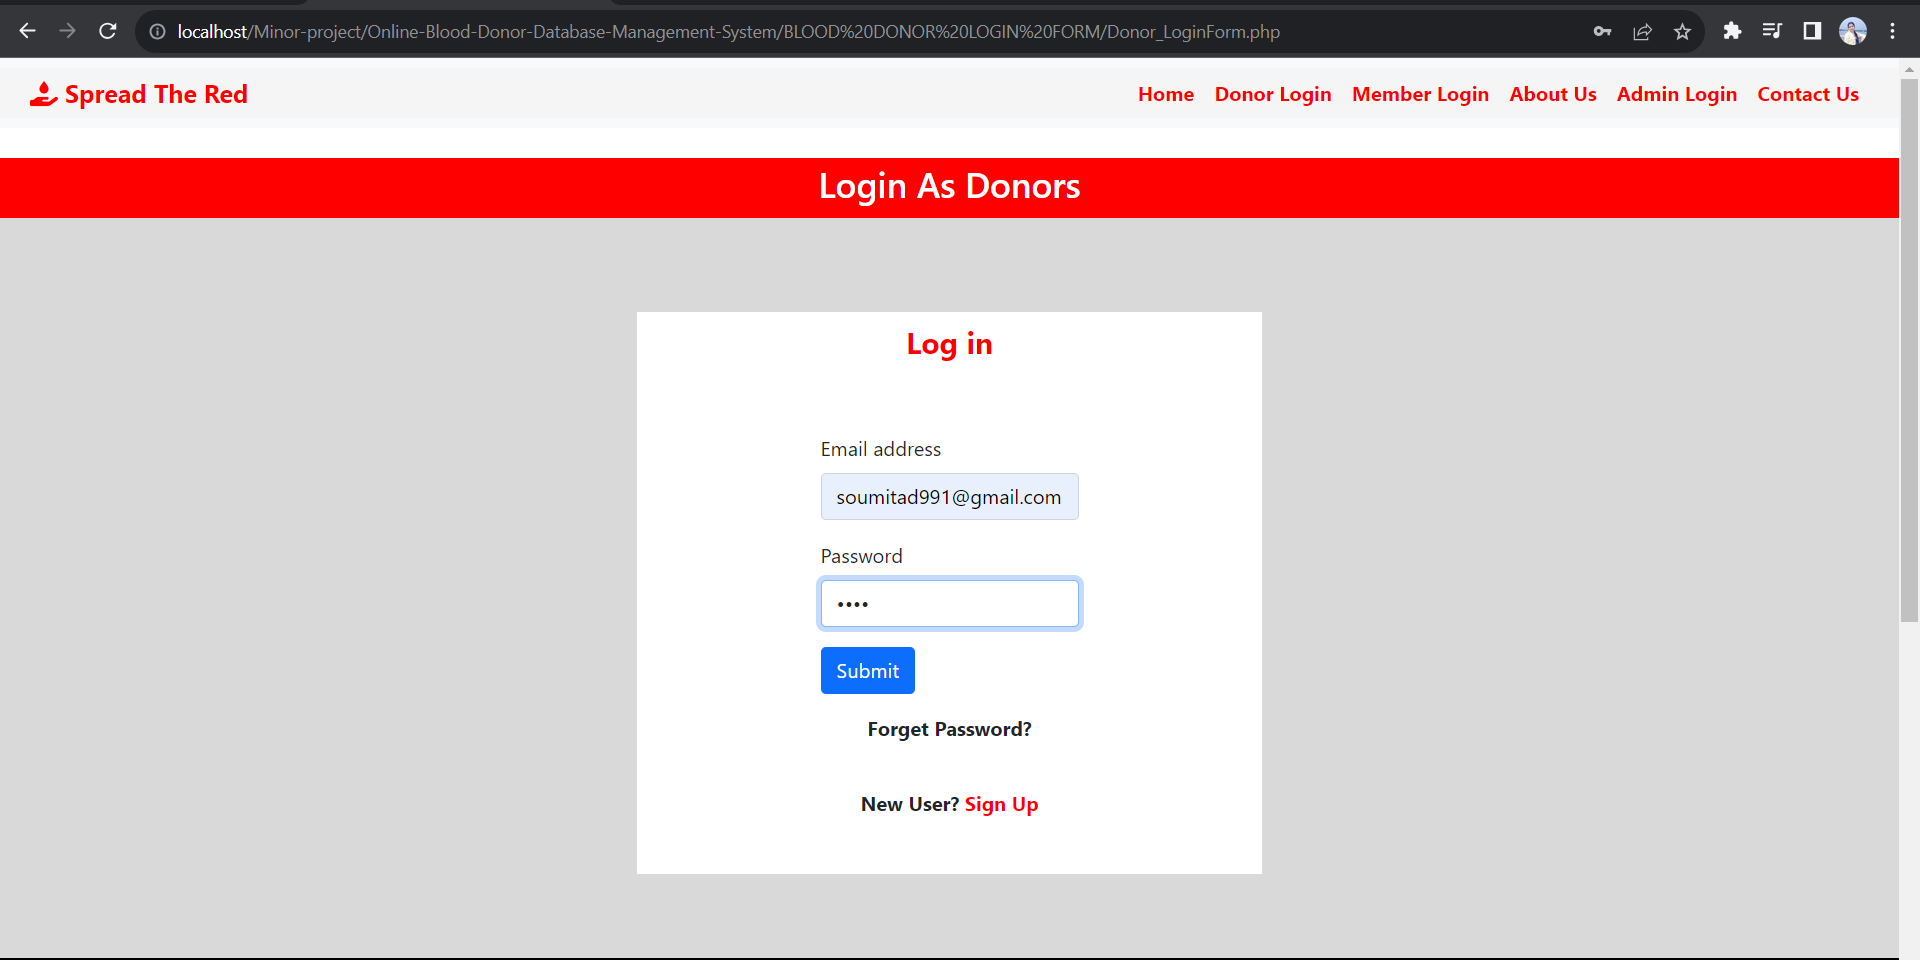 localhost/Minor-project/Online-Blood-Donor-Database-Management-System/BLOOD%20DONOR%20LOGIN%20FORM/Donor_LoginForm.php
Spread The Red Home Donor Login Member Login About Us Admin Login Contact Us
Login As Donors
Log in
Email address
soumitad991@gmail.com
Password
••••
Submit
Forget Password?
New User? Sign Up